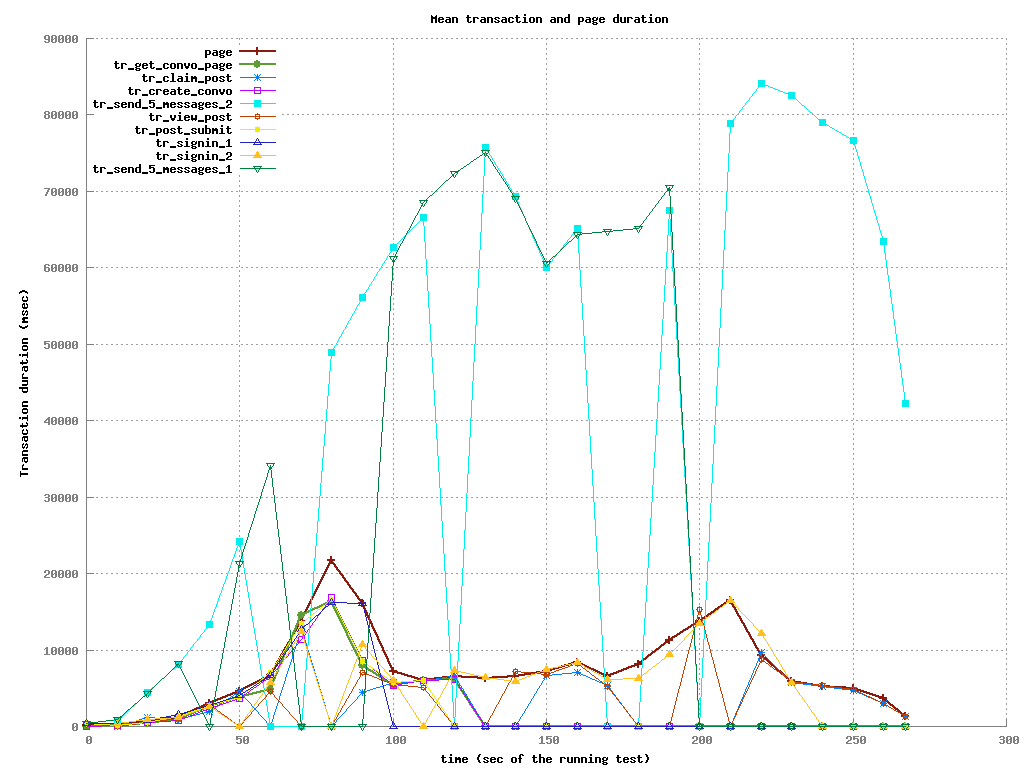 Mean transaction and page duration
90000
80000
70000
60000
50000
40000
30000
20000
10000
0
page
tr_get_convo_page
tr_claim_post
tr_create_convo
tr_send_5_messages_2
tr_view_post
tr_post_submit
tr_signin_1
tr_signin_2
tr_send_5_messages_1
Transaction duration (msec)
0 50 100 150 200 250 300
time (sec of the running test)